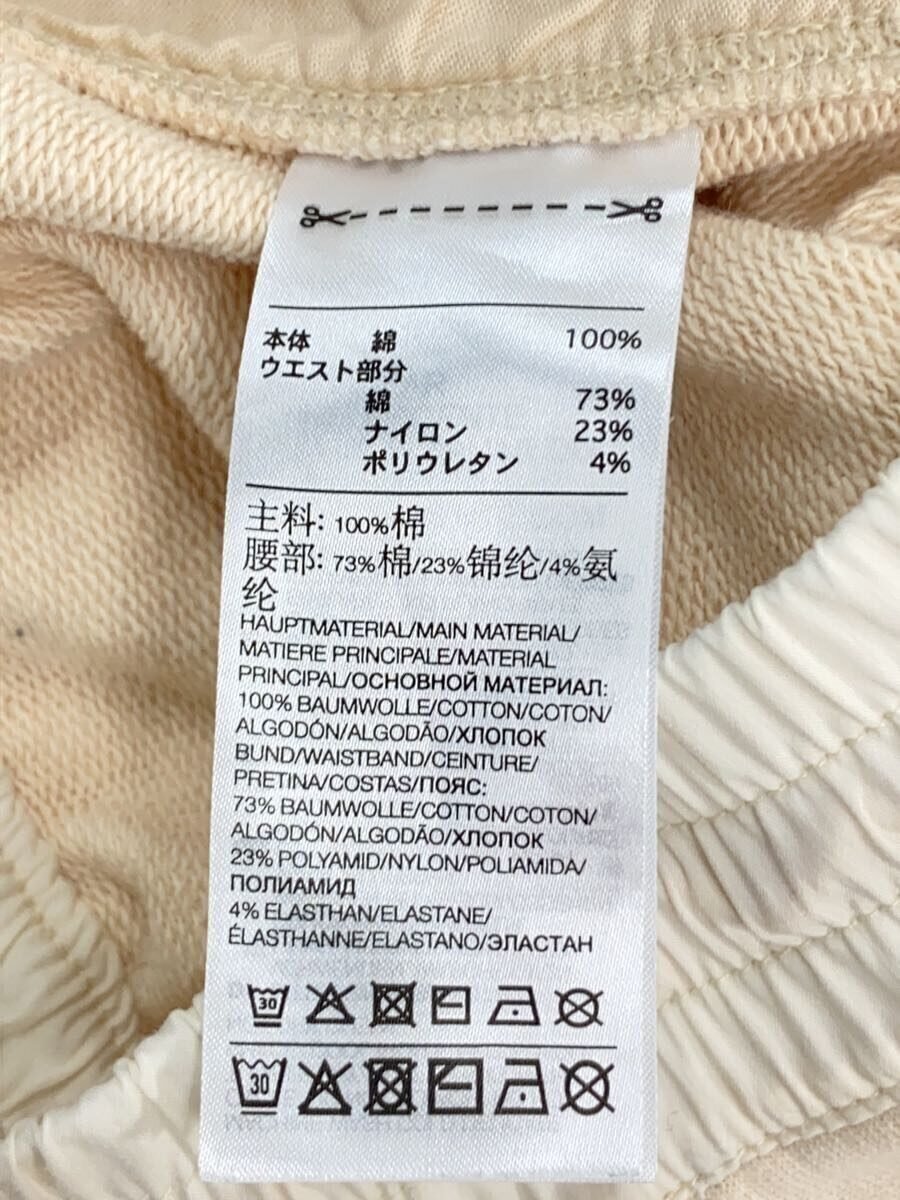 本体 綿 100%
ウエスト部分
綿 73%
ナイロン 23%
ポリウレタン 4%
主料: 100%棉
腰部: 73%棉/23%锦纶/4%氨
纶
HAUPTMATERIAL/MAIN MATERIAL/
MATIERE PRINCIPALE/MATERIAL
PRINCIPAL/ОСНОВНОЙ МАТЕРИАЛ:
100% BAUMWOLLE/COTTON/COTON/
ALGODÓN/ALGODÃO/ХЛОПОК
BUND/WAISTBAND/CEINTURE/
PRETINA/COSTAS/ПОЯС:
73% BAUMWOLLE/COTTON/COTON/
ALGODÓN/ALGODÃO/ХЛОПОК
23% POLYAMID/NYLON/POLIAMIDA/
ПОЛИАМИД
4% ELASTHAN/ELASTANE/
ÉLASTHANNE/ELASTANO/ЭЛАСТАН
30
30